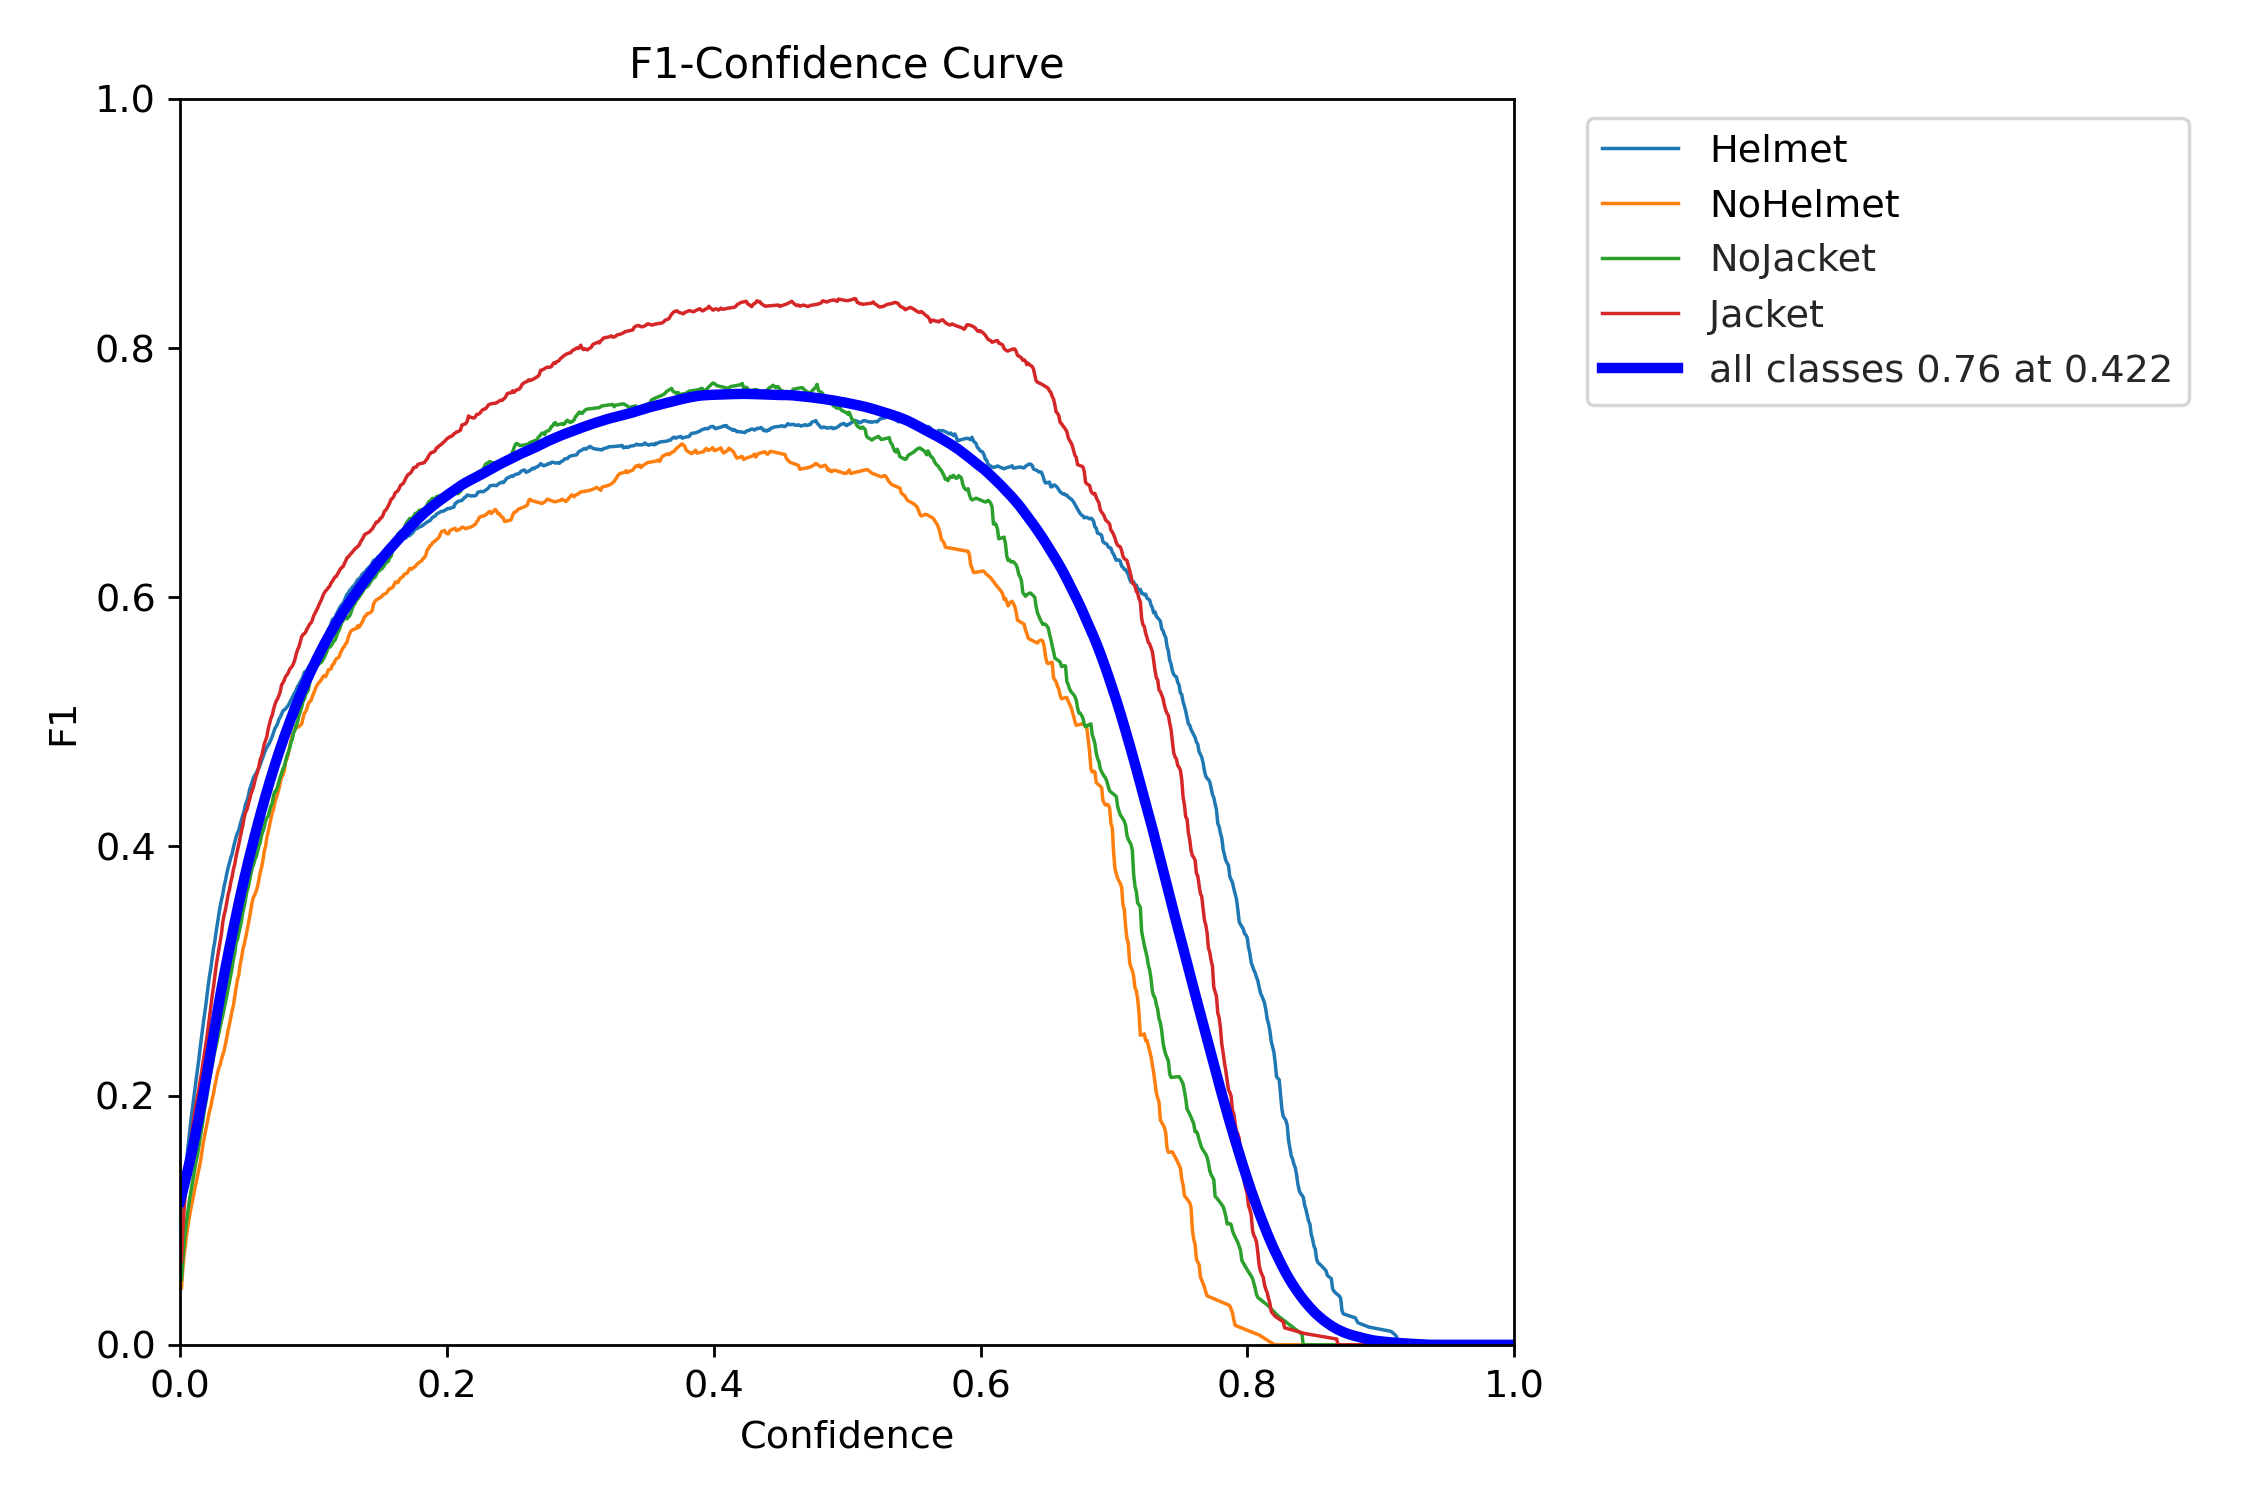 F1-Confidence Curve
1.0
0.8
0.6
0.4
0.2
0.0
F1
0.0 0.2 0.4 0.6 0.8 1.0
Confidence
Helmet
NoHelmet
NoJacket
Jacket
all classes 0.76 at 0.422